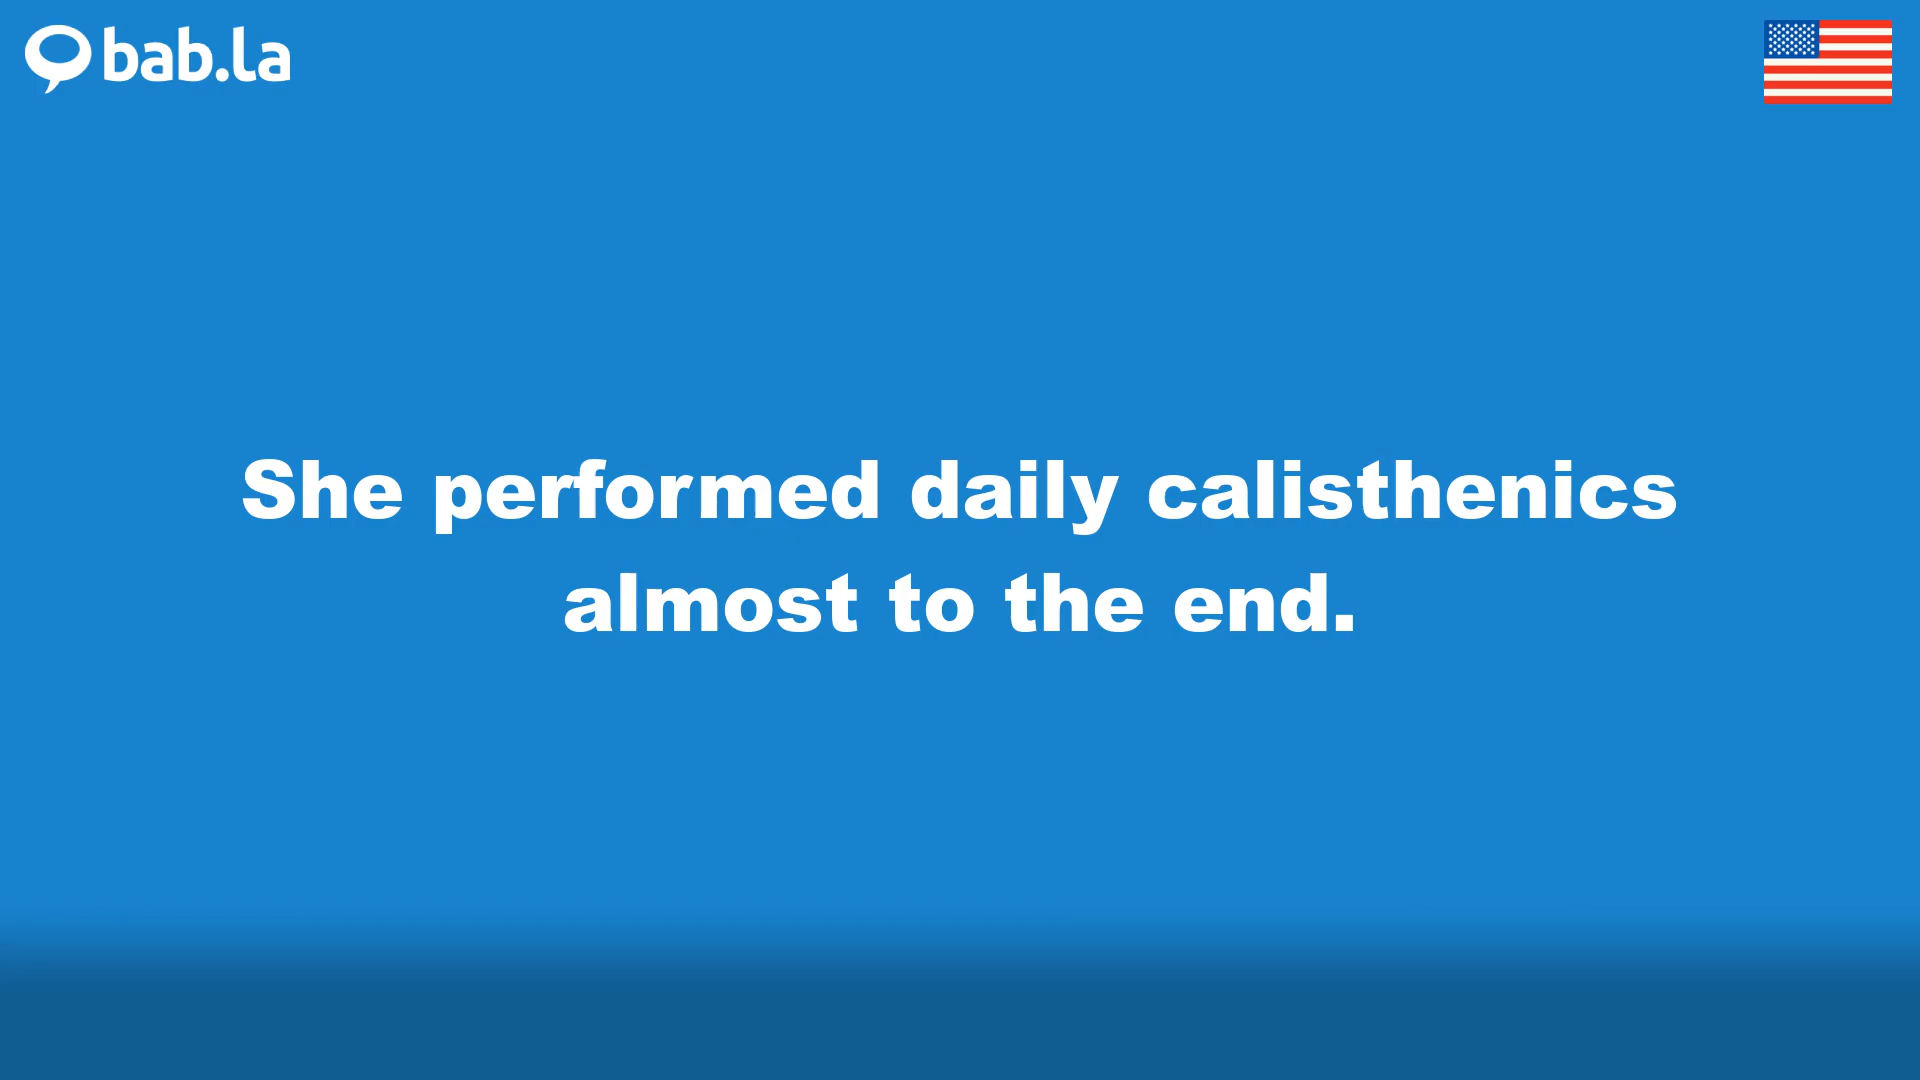 bab.la
She performed daily calisthenics
almost to the end.